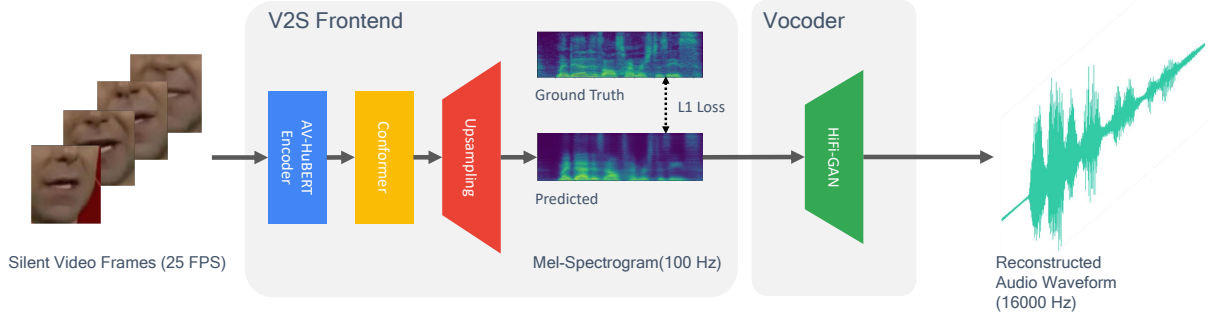 V2S Frontend
Vocoder
AV-HuBERT
Encoder
Conformer
Upsampling
Ground Truth
L1 Loss
Predicted
HiFi-GAN
Silent Video Frames (25 FPS)
Mel-Spectrogram(100 Hz)
Reconstructed
Audio Waveform
(16000 Hz)